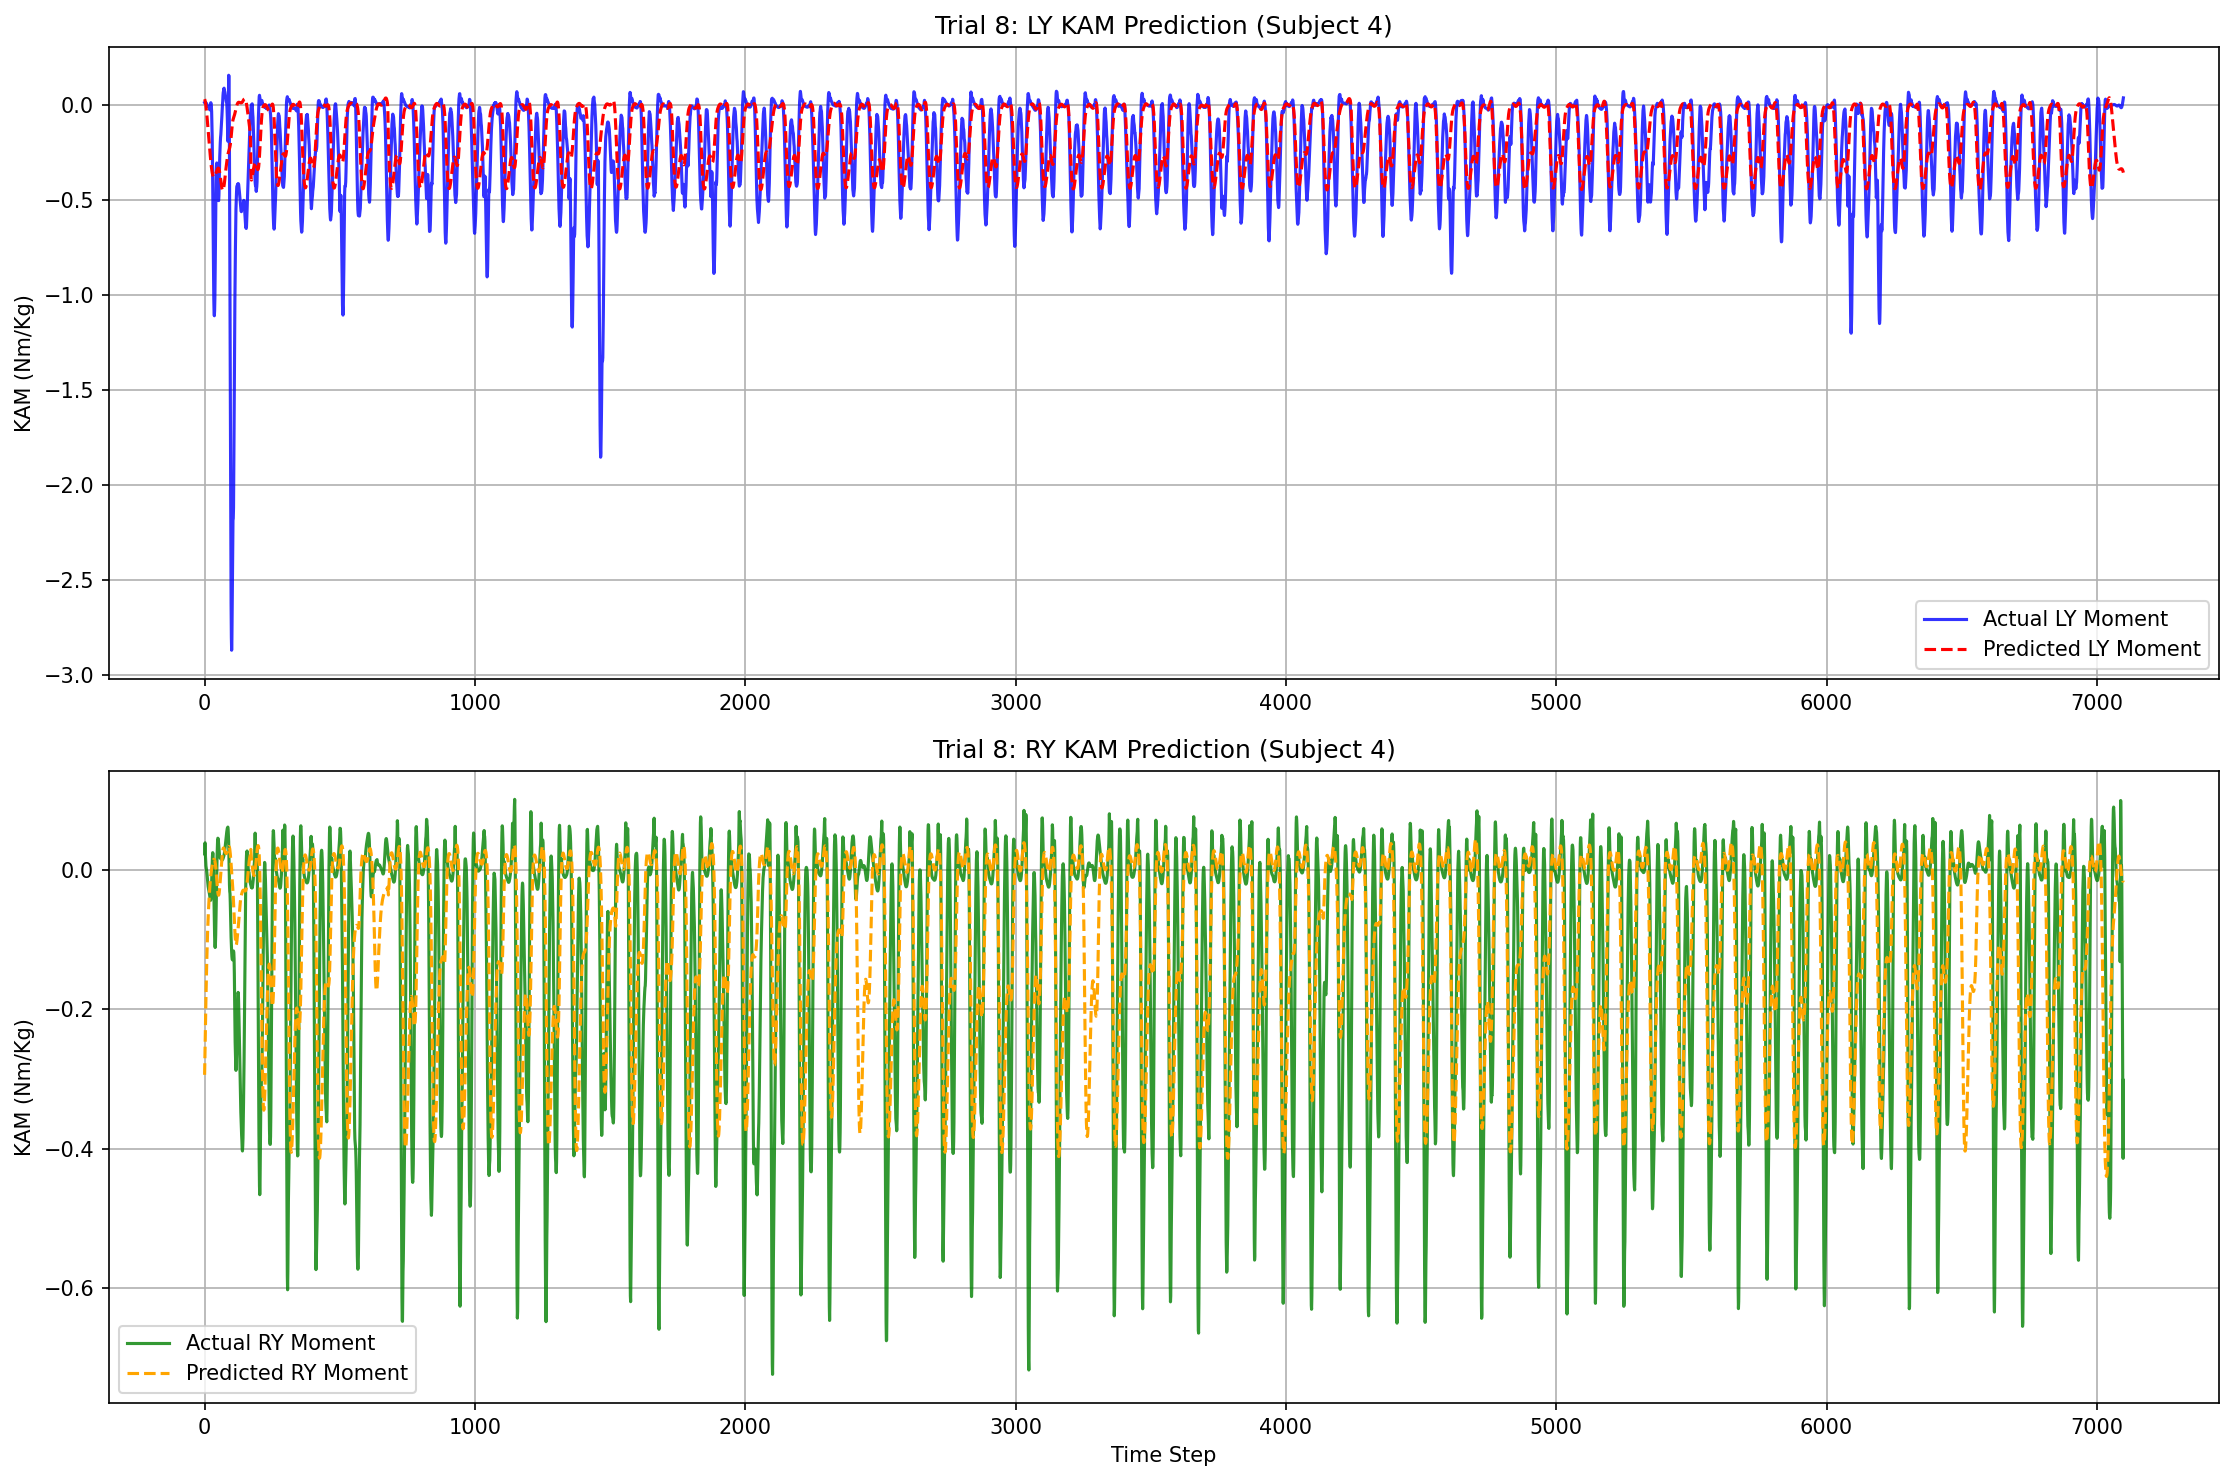 Trial 8: LY KAM Prediction (Subject 4)
KAM (Nm/Kg)
0.0
−0.5
−1.0
−1.5
−2.0
−2.5
−3.0
Actual LY Moment
Predicted LY Moment
0 1000 2000 3000 4000 5000 6000 7000
Trial 8: RY KAM Prediction (Subject 4)
KAM (Nm/Kg)
0.0
−0.2
−0.4
−0.6
Actual RY Moment
Predicted RY Moment
0 1000 2000 3000 4000 5000 6000 7000
Time Step